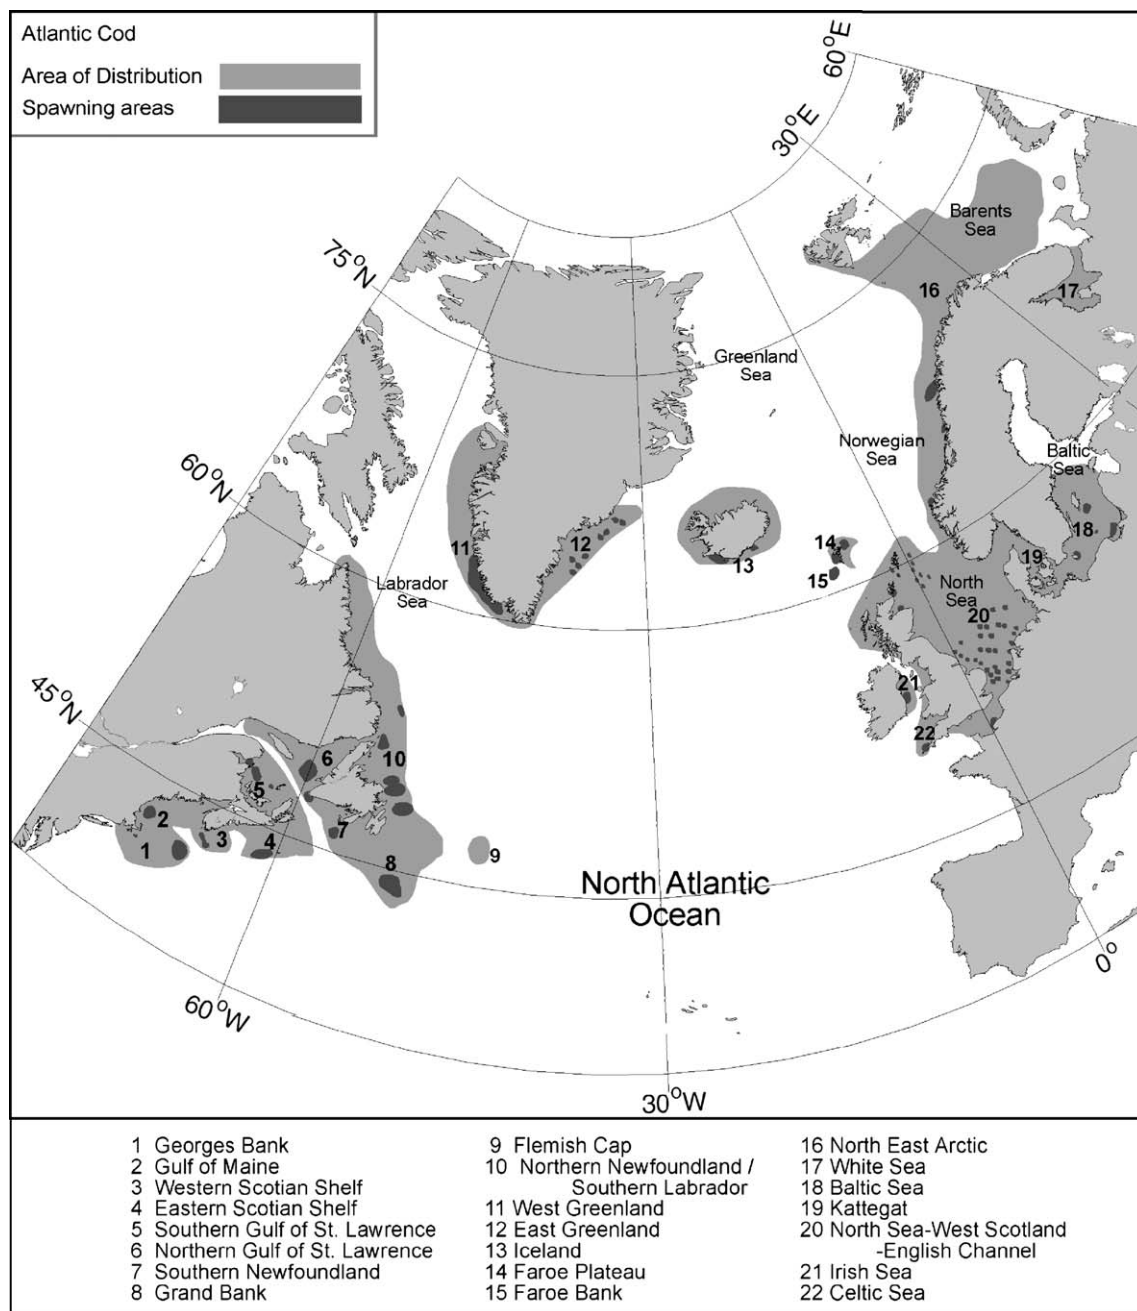 Atlantic Cod
Area of Distribution
Spawning areas
60°E
30°E
Barents
Sea
75°N
16
17
Greenland
Sea
Norwegian
Sea
Baltic
Sea
60°N
11
12
13
14
15
18
19
Labrador
Sea
North
Sea
20
21
22
45°N
10
6
5
2
1
3
4
7
8
9
North Atlantic
Ocean
0°
60°W
30°W
1 Georges Bank
2 Gulf of Maine
3 Western Scotian Shelf
4 Eastern Scotian Shelf
5 Southern Gulf of St. Lawrence
6 Northern Gulf of St. Lawrence
7 Southern Newfoundland
8 Grand Bank
9 Flemish Cap
10 Northern Newfoundland /
Southern Labrador
11 West Greenland
12 East Greenland
13 Iceland
14 Faroe Plateau
15 Faroe Bank
16 North East Arctic
17 White Sea
18 Baltic Sea
19 Kattegat
20 North Sea-West Scotland
-English Channel
21 Irish Sea
22 Celtic Sea